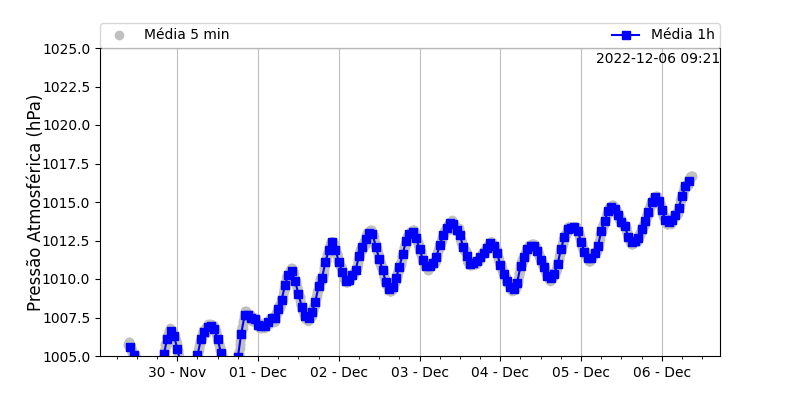 Média 5 min
Média 1h
2022-12-06 09:21
Pressão Atmosférica (hPa)
1025.0
1022.5
1020.0
1017.5
1015.0
1012.5
1010.0
1007.5
1005.0
30 - Nov
01 - Dec
02 - Dec
03 - Dec
04 - Dec
05 - Dec
06 - Dec